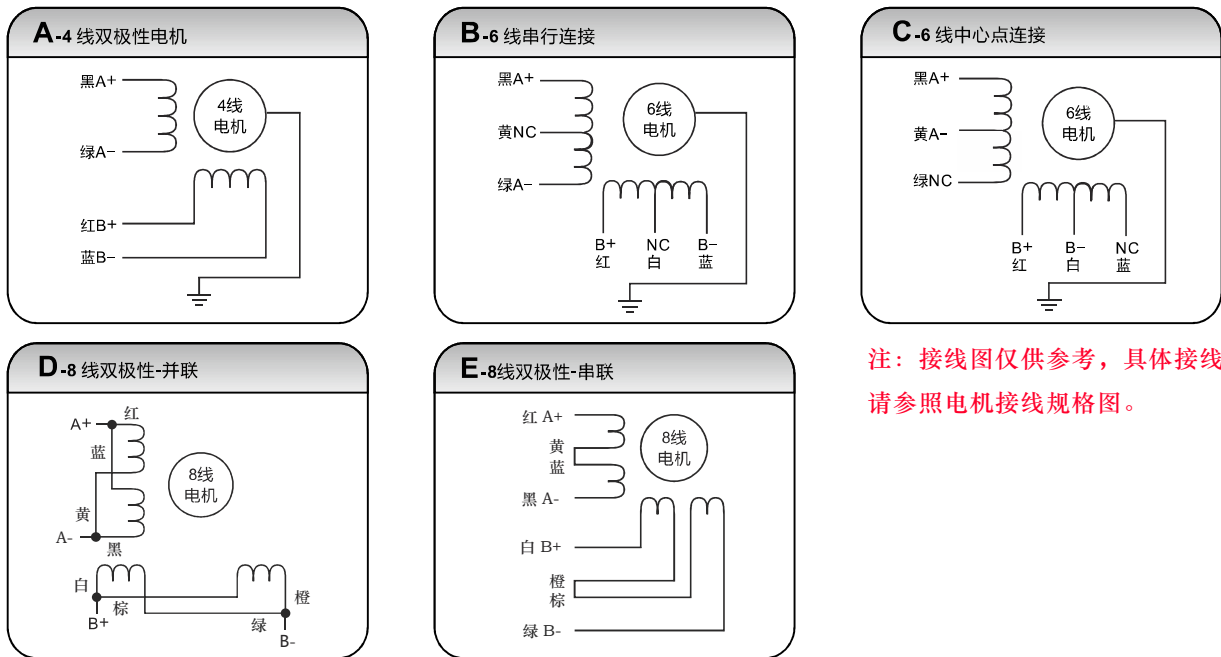 A-4 线双极性电机
黑A+
绿A-
4线
电机
红B+
蓝B-
B-6 线串行连接
黑A+
黄NC
绿A-
6线
电机
B+ NC B-
红 白 蓝
C-6 线中心点连接
黑A+
黄A-
绿NC
6线
电机
B+ B- NC
红 白 蓝
D-8 线双极性-并联
红
A+
蓝
8线
电机
黄
A-
黑
白
棕
橙
B+
绿
B-
E-8线双极性-串联
红 A+
黄
蓝
8线
电机
黑 A-
白 B+
橙
棕
绿 B-
注：接线图仅供参考，具体接线
请参照电机接线规格图。